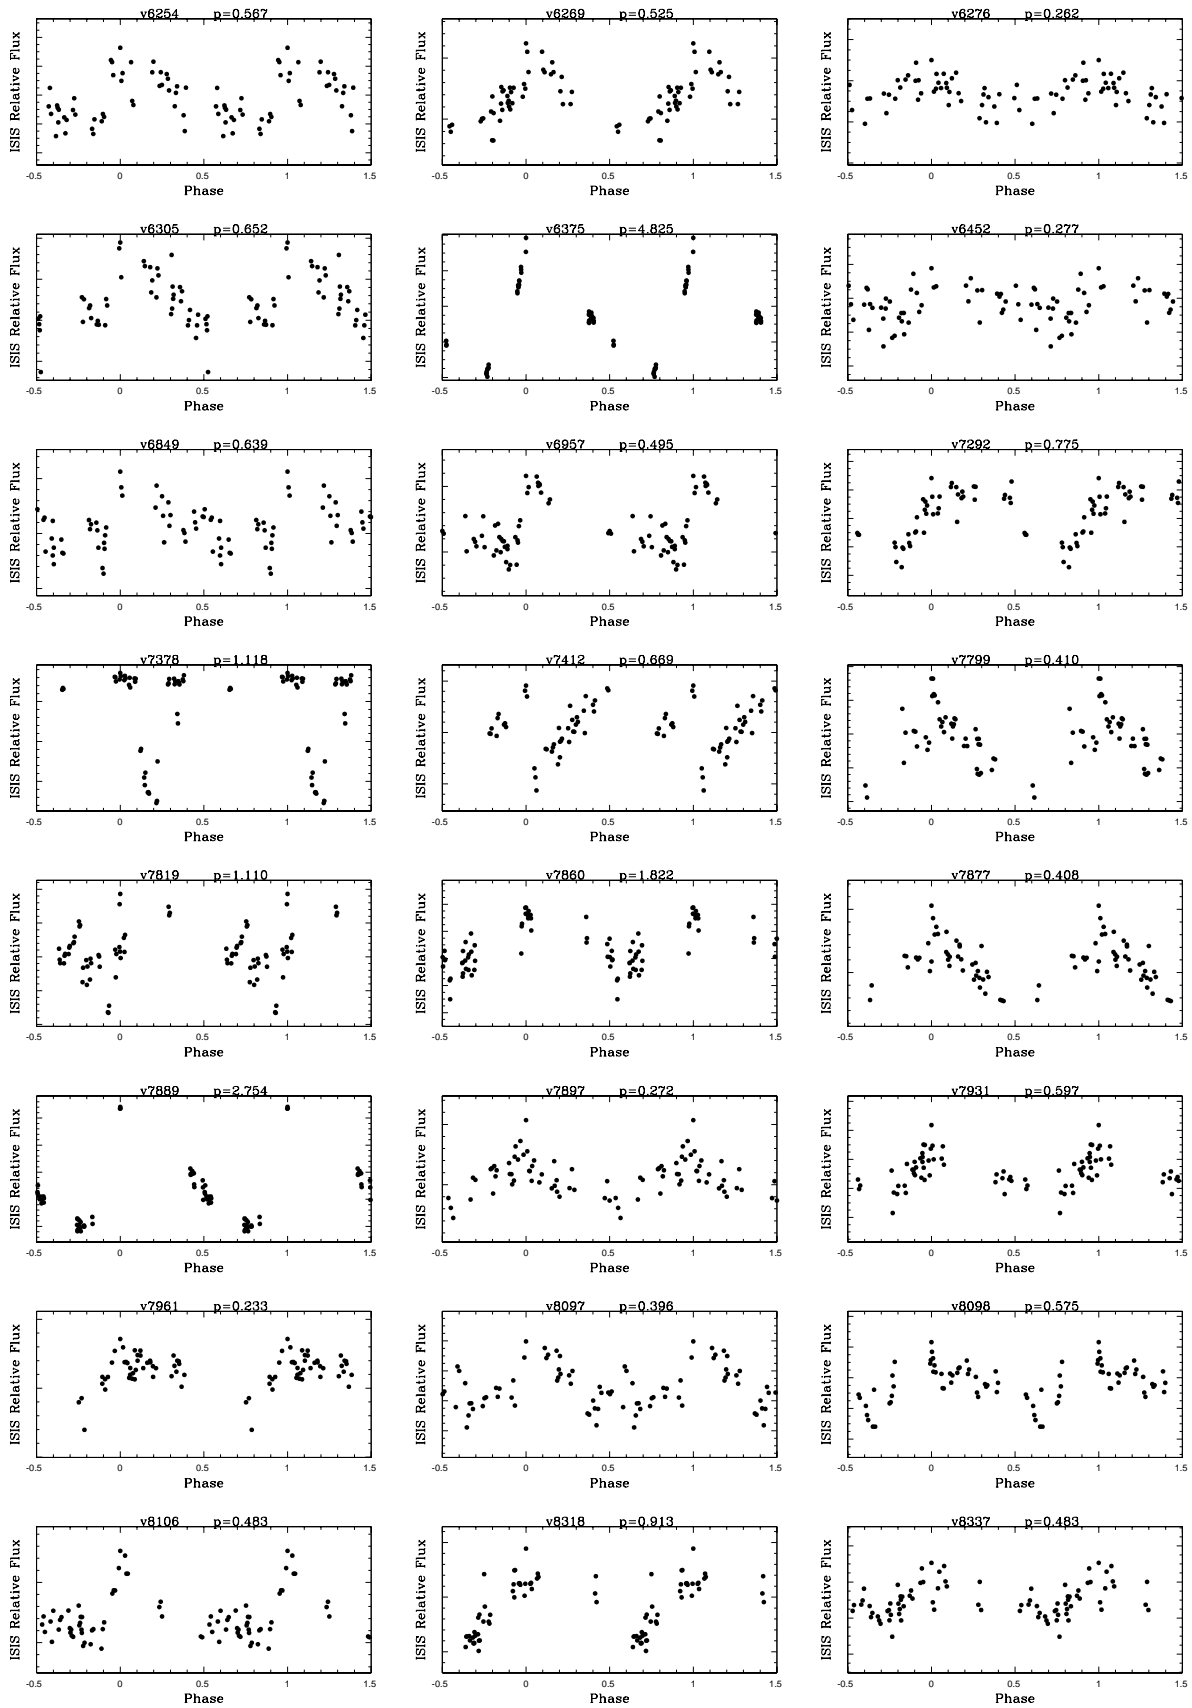 v6254 p=0.567 v6269 p=0.525 v6276 p=0.262
ISIS Relative Flux ISIS Relative Flux ISIS Relative Flux
-0.5 0 0.5 1 1.5 -0.5 0 0.5 1 1.5 -0.5 0 0.5 1 1.5
Phase Phase Phase
v6305 p=0.652 v6375 p=4.825 v6452 p=0.277
ISIS Relative Flux ISIS Relative Flux ISIS Relative Flux
-0.5 0 0.5 1 1.5 -0.5 0 0.5 1 1.5 -0.5 0 0.5 1 1.5
Phase Phase Phase
v6849 p=0.639 v6957 p=0.495 v7292 p=0.775
ISIS Relative Flux ISIS Relative Flux ISIS Relative Flux
-0.5 0 0.5 1 1.5 -0.5 0 0.5 1 1.5 -0.5 0 0.5 1 1.5
Phase Phase Phase
v7378 p=1.118 v7412 p=0.669 v7799 p=0.410
ISIS Relative Flux ISIS Relative Flux ISIS Relative Flux
-0.5 0 0.5 1 1.5 -0.5 0 0.5 1 1.5 -0.5 0 0.5 1 1.5
Phase Phase Phase
v7819 p=1.110 v7860 p=1.822 v7877 p=0.408
ISIS Relative Flux ISIS Relative Flux ISIS Relative Flux
-0.5 0 0.5 1 1.5 -0.5 0 0.5 1 1.5 -0.5 0 0.5 1 1.5
Phase Phase Phase
v7889 p=2.754 v7897 p=0.272 v7931 p=0.597
ISIS Relative Flux ISIS Relative Flux ISIS Relative Flux
-0.5 0 0.5 1 1.5 -0.5 0 0.5 1 1.5 -0.5 0 0.5 1 1.5
Phase Phase Phase
v7961 p=0.233 v8097 p=0.396 v8098 p=0.575
ISIS Relative Flux ISIS Relative Flux ISIS Relative Flux
-0.5 0 0.5 1 1.5 -0.5 0 0.5 1 1.5 -0.5 0 0.5 1 1.5
Phase Phase Phase
v8106 p=0.483 v8318 p=0.913 v8337 p=0.483
ISIS Relative Flux ISIS Relative Flux ISIS Relative Flux
-0.5 0 0.5 1 1.5 -0.5 0 0.5 1 1.5 -0.5 0 0.5 1 1.5
Phase Phase Phase